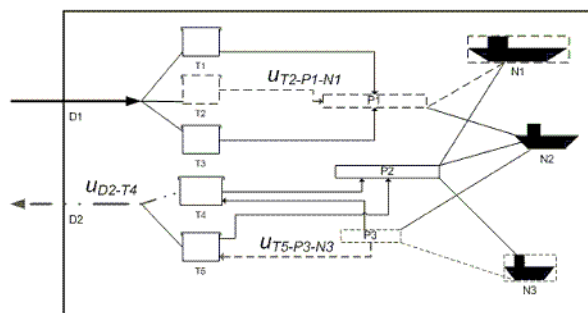 T1
u T2-P1-N1
N1
D1
T2
P1
T3
N2
P2
u D2-T4
T4
D2
P3
u T5-P3-N3
T5
N3